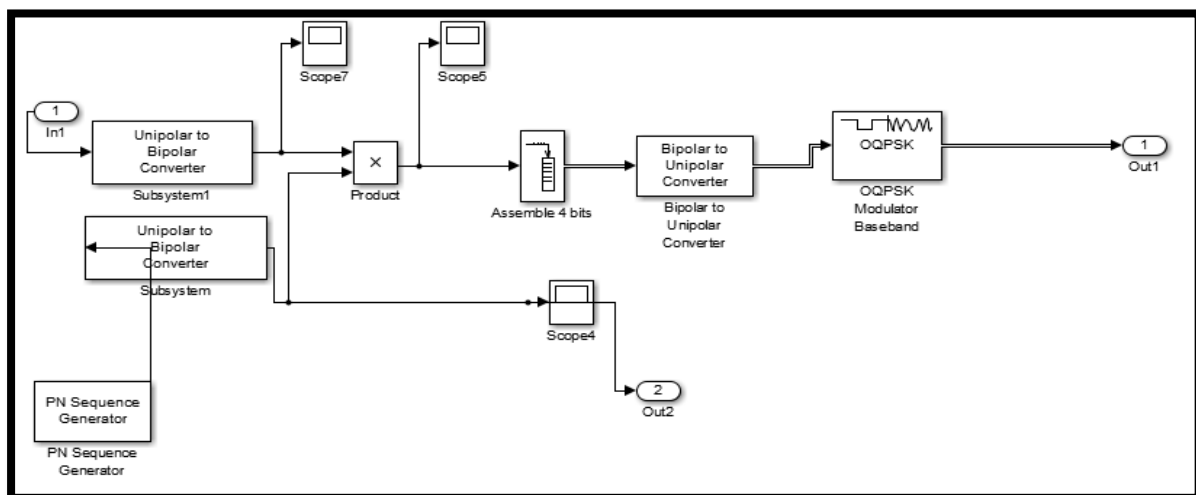 Scope7
Scope5
1
In1
Unipolar to
Bipolar
Converter
Subsystem1
×
Product
Assemble 4 bits
Bipolar to
Unipolar
Converter
Bipolar to
Unipolar
Converter
OQPSK
OQPSK
Modulator
Baseband
1
Out1
Unipolar to
Bipolar
Converter
Subsystem
Scope4
2
Out2
PN Sequence
Generator
PN Sequence
Generator